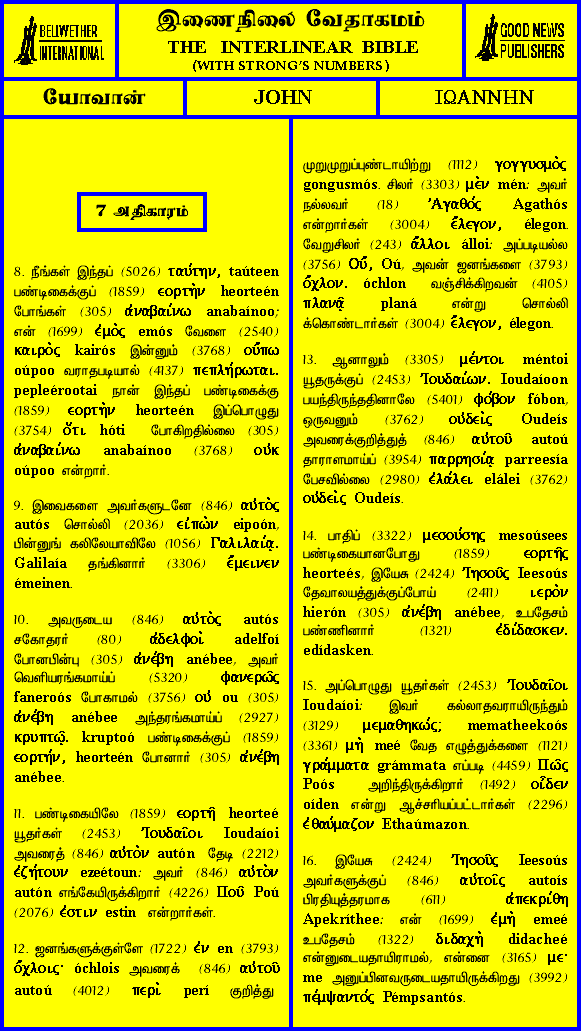 BELLWETHER
INTERNATIONAL
இணைநிலை வேதாகமம்
THE INTERLINEAR BIBLE
(WITH STRONG'S NUMBERS)
GOOD NEWS
PUBLISHERS
யோவான்
JOHN
ΙΩΑΝΝΗΝ
7 அதிகாரம்
8. நீங்கள் இந்தப் (5026) ταύτην, taúteen
பண்டிகைக்குப் (1859) εορτὴν heorteén
போங்கள் (305) ἀναβαίνω anabaínoo;
என் (1699) ἐμὸς emós வேளை (2540)
καιρὸς kairós இன்னும் (3768) οὔπω
oúpoo வராதபடியால் (4137) πεπλήρωται.
pepleérootai நான் இந்தப் பண்டிகைக்கு
(1859) εορτὴν heorteén இப்பொழுது
(3754) ὅτι hóti போகிறதில்லை (305)
ἀναβαίνω anabaínoo (3768) οὐκ
oúpoo என்றார்.
9. இவைகளை அவர்களுடனே (846) αὐτὸς
autós சொல்லி (2036) εἰπὼν eipoón,
பின்னுங் கலிலேயாவிலே (1056) Γαλιλαίᾳ.
Galilaía தங்கினார் (3306) ἔμεινεν
émeinen.
10. அவருடைய (846) αὐτὸς autós
சகோதரர் (80) ἀδελφοὶ adelfoí
போனபின்பு (305) ἀνέβη anébee, அவர்
வெளியரங்கமாய்ப் (5320) φανερῶς
faneroós போகாமல் (3756) οὐ ou (305)
ἀνέβη anébee அந்தரங்கமாய்ப் (2927)
κρυπτῷ. kruptoó பண்டிகைக்குப் (1859)
εορτήν, heorteén போனார் (305) ἀνέβη
anébee.
11. பண்டிகையிலே (1859) εορτῆ heorteé
யூதர்கள் (2453) Ἰουδαῖοι Ioudaíoi
அவரைத் (846) αὐτὸν autón தேடி (2212)
ἐζήτουν ezeétoun: அவர் (846) αὐτὸν
autón எங்கேயிருக்கிறார் (4226) Ποῦ Poú
(2076) ἐστιν estin என்றார்கள்.
12. ஜனங்களுக்குள்ளே (1722) ἐν en (3793)
ὄχλοις· óchlois அவரைக் (846) αὐτοῦ
autoú (4012) περὶ perí குறித்து
முறுமுறுப்புண்டாயிற்று (1112) γογγυσμὸς
gongusmós. சிலர் (3303) μὲν mén: அவர்
நல்லவர் (18) Ἀγαθός Agathós
என்றார்கள் (3004) ἔλεγον, élegon.
வேறுசிலர் (243) ἄλλοι álloi: அப்படியல்ல
(3756) Οὔ, Oú, அவன் ஜனங்களை (3793)
ὄχλον. óchlon வஞ்சிக்கிறவன் (4105)
πλανᾷ planá என்று சொல்லி
க்கொண்டார்கள் (3004) ἔλεγον, élegon.
13. ஆனாலும் (3305) μέντοι méntoi
யூதருக்குப் (2453) Ἰουδαίων. Ioudaíoon
பயந்திருந்ததினாலே (5401) φόβον fóbon,
ஒருவனும் (3762) οὐδεὶς Oudeís
அவரைக்குறித்துத் (846) αὐτοῦ autoú
தாராளமாய்ப் (3954) παρρησίᾳ parreesía
பேசவில்லை (2980) ἐλάλει elálei (3762)
οὐδεὶς Oudeís.
14. பாதிப் (3322) μεσούσης mesoúsees
பண்டிகையானபோது (1859) εορτῆς
heorteés, இயேசு (2424) Ἰησοῦς Ieesoús
தேவாலயத்துக்குப்போய் (2411) ιερὸν
hierón (305) ἀνέβη anébee, உபதேசம்
பண்ணினார் (1321) ἐδίδασκεν.
edídasken.
15. அப்பொழுது யூதர்கள் (2453) Ἰουδαῖοι
Ioudaíoi: இவர் கல்லாதவராயிருந்தும்
(3129) μεμαθηκώς; mematheekoós
(3361) μὴ meé வேத எழுத்துக்களை (1121)
γράμματα grámmata எப்படி (4459) Πῶς
Poós அறிந்திருக்கிறார் (1492) οἶδεν
oíden என்று ஆச்சரியப்பட்டார்கள் (2296)
ἐθαύμαζον Ethaúmazon.
16. இயேசு (2424) Ἰησοῦς Ieesoús
அவர்களுக்குப் (846) αὐτοῖς autoís
பிரதியுத்தரமாக (611) ἀπεκρίθη
Apekríthee: என் (1699) ἐμὴ emeé
உபதேசம் (1322) διδαχὴ didacheé
என்னுடையதாயிராமல், என்னை (3165) με·
me அனுப்பினவருடையதாயிருக்கிறது (3992)
πέμψαντός Pémpsantós.